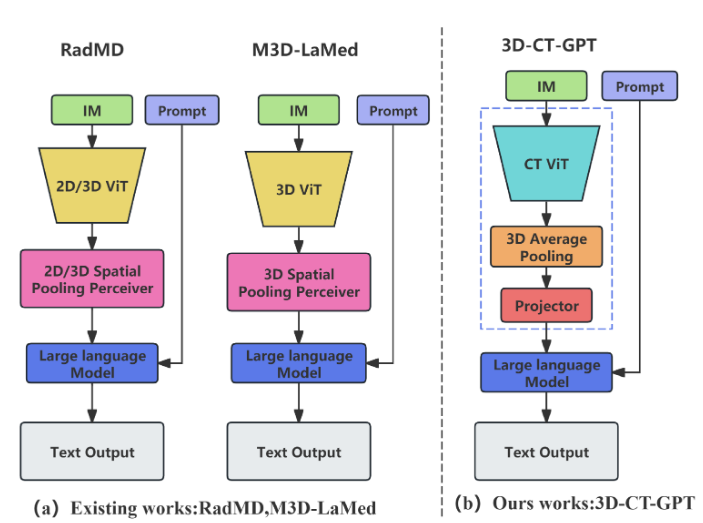 RadMD
IM
Prompt
2D/3D ViT
2D/3D Spatial
Pooling Perceiver
Large language
Model
Text Output
M3D-LaMed
IM
Prompt
3D ViT
3D Spatial
Pooling Perceiver
Large language
Model
Text Output
(a) Existing works:RadMD,M3D-LaMed
3D-CT-GPT
IM
Prompt
CT ViT
3D Average
Pooling
Projector
Large language
Model
Text Output
(b) Ours works:3D-CT-GPT